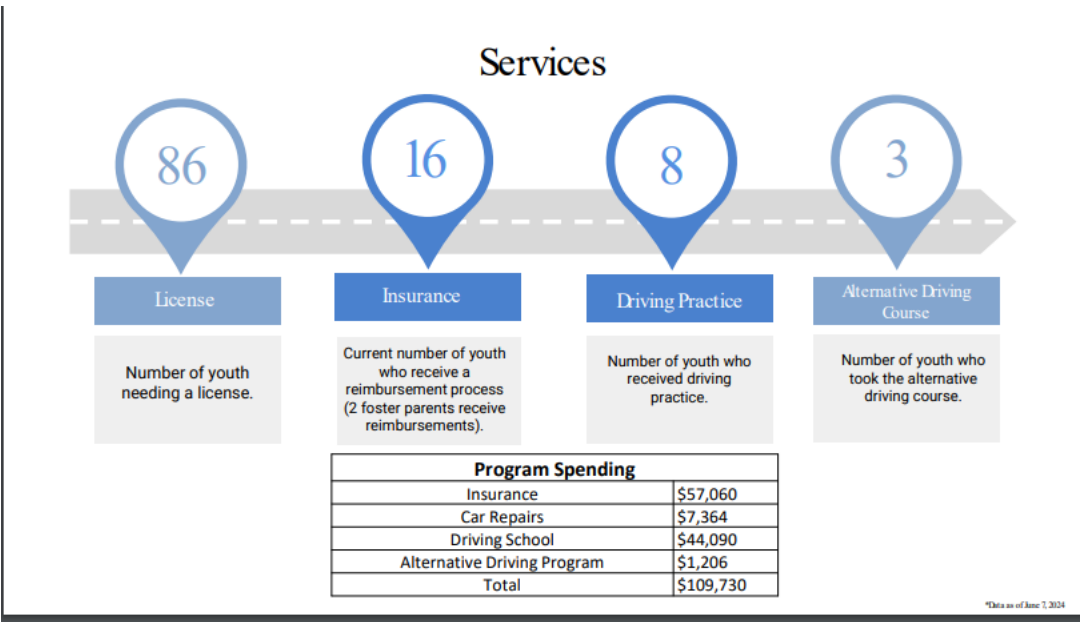 Services
86
16
8
3
License
Insurance
Driving Practice
Alternative Driving
Course
Number of youth
needing a license.
Current number of youth
who receive a
reimbursement process
(2 foster parents receive
reimbursements).
Number of youth who
received driving
practice.
Number of youth who
took the alternative
driving course.
Program Spending
Insurance $57,060
Car Repairs $7,364
Driving School $44,090
Alternative Driving Program $1,206
Total $109,730
*Data as of June 7, 2024